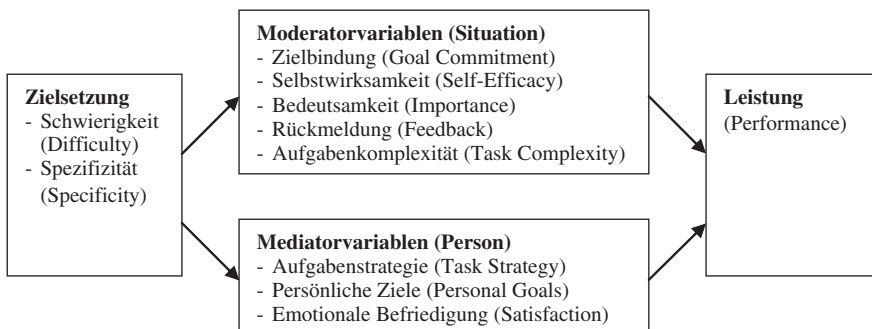 Zielsetzung
- Schwierigkeit
(Difficulty)
- Spezifizität
(Specificity)
Moderatorvariablen (Situation)
- Zielbindung (Goal Commitment)
- Selbstwirksamkeit (Self-Efficacy)
- Bedeutsamkeit (Importance)
- Rückmeldung (Feedback)
- Aufgabenkomplexität (Task Complexity)
Mediatorvariablen (Person)
- Aufgabenstrategie (Task Strategy)
- Persönliche Ziele (Personal Goals)
- Emotionale Befriedigung (Satisfaction)
Leistung
(Performance)